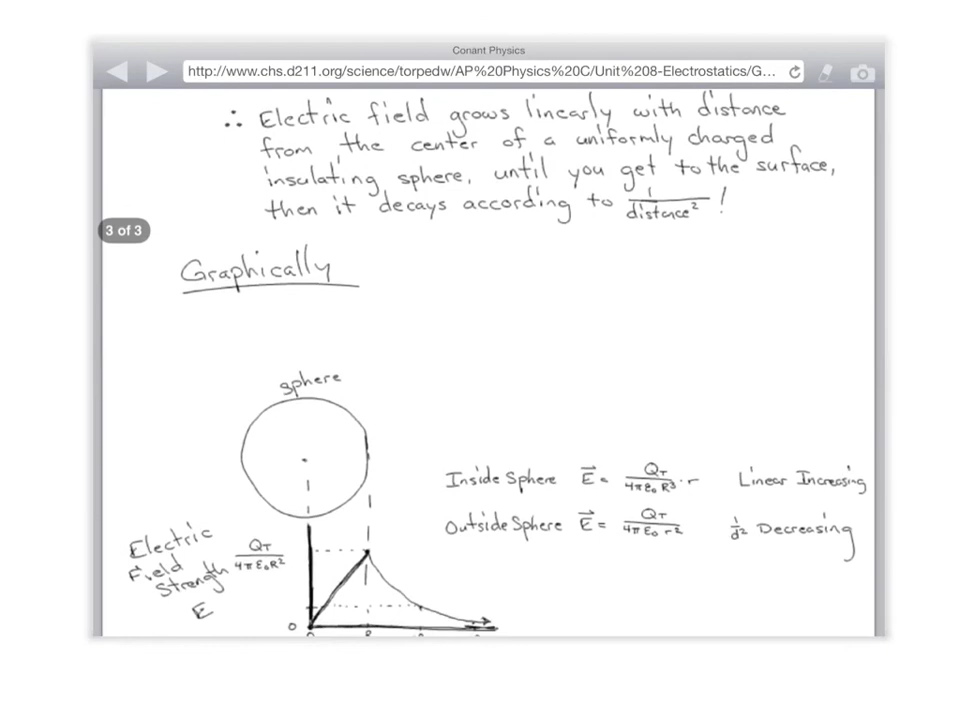 Conant Physics
http://www.chs.d211.org/science/torpedw/AP%20Physics%20C/Unit%208-Electrostatics/G...
∴ Electric field grows linearly with distance
from the center of a uniformly charged
insulating sphere, until you get to the surface,
then it decays according to 1/distance² !
3 of 3
Graphically
sphere
Inside Sphere E⃗ = Q_T/4πε₀R³ · r Linear Increasing
Outside Sphere E⃗ = Q_T/4πε₀r² 1/d² Decreasing
Electric
Field
Strength
E
Q_T/4πε₀R²
0